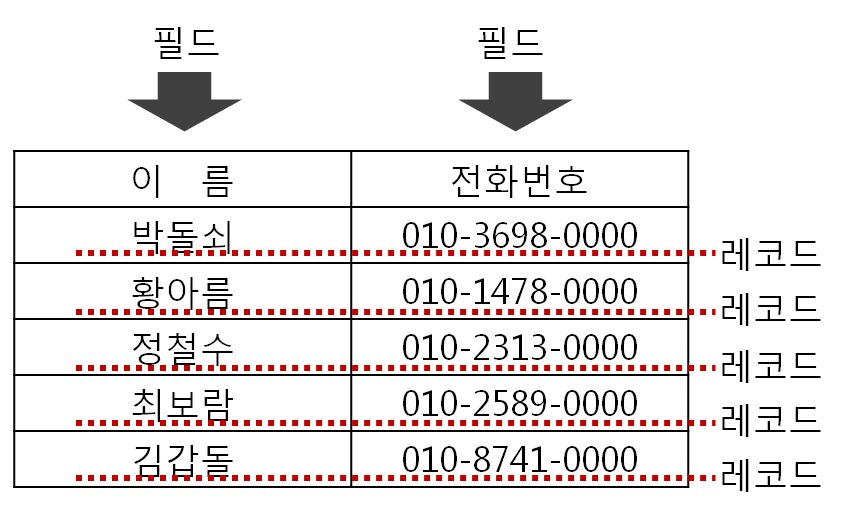 필드 필드
이 름 전화번호
박돌쇠 010-3698-0000 레코드
황아름 010-1478-0000 레코드
정철수 010-2313-0000 레코드
최보람 010-2589-0000 레코드
김갑돌 010-8741-0000 레코드